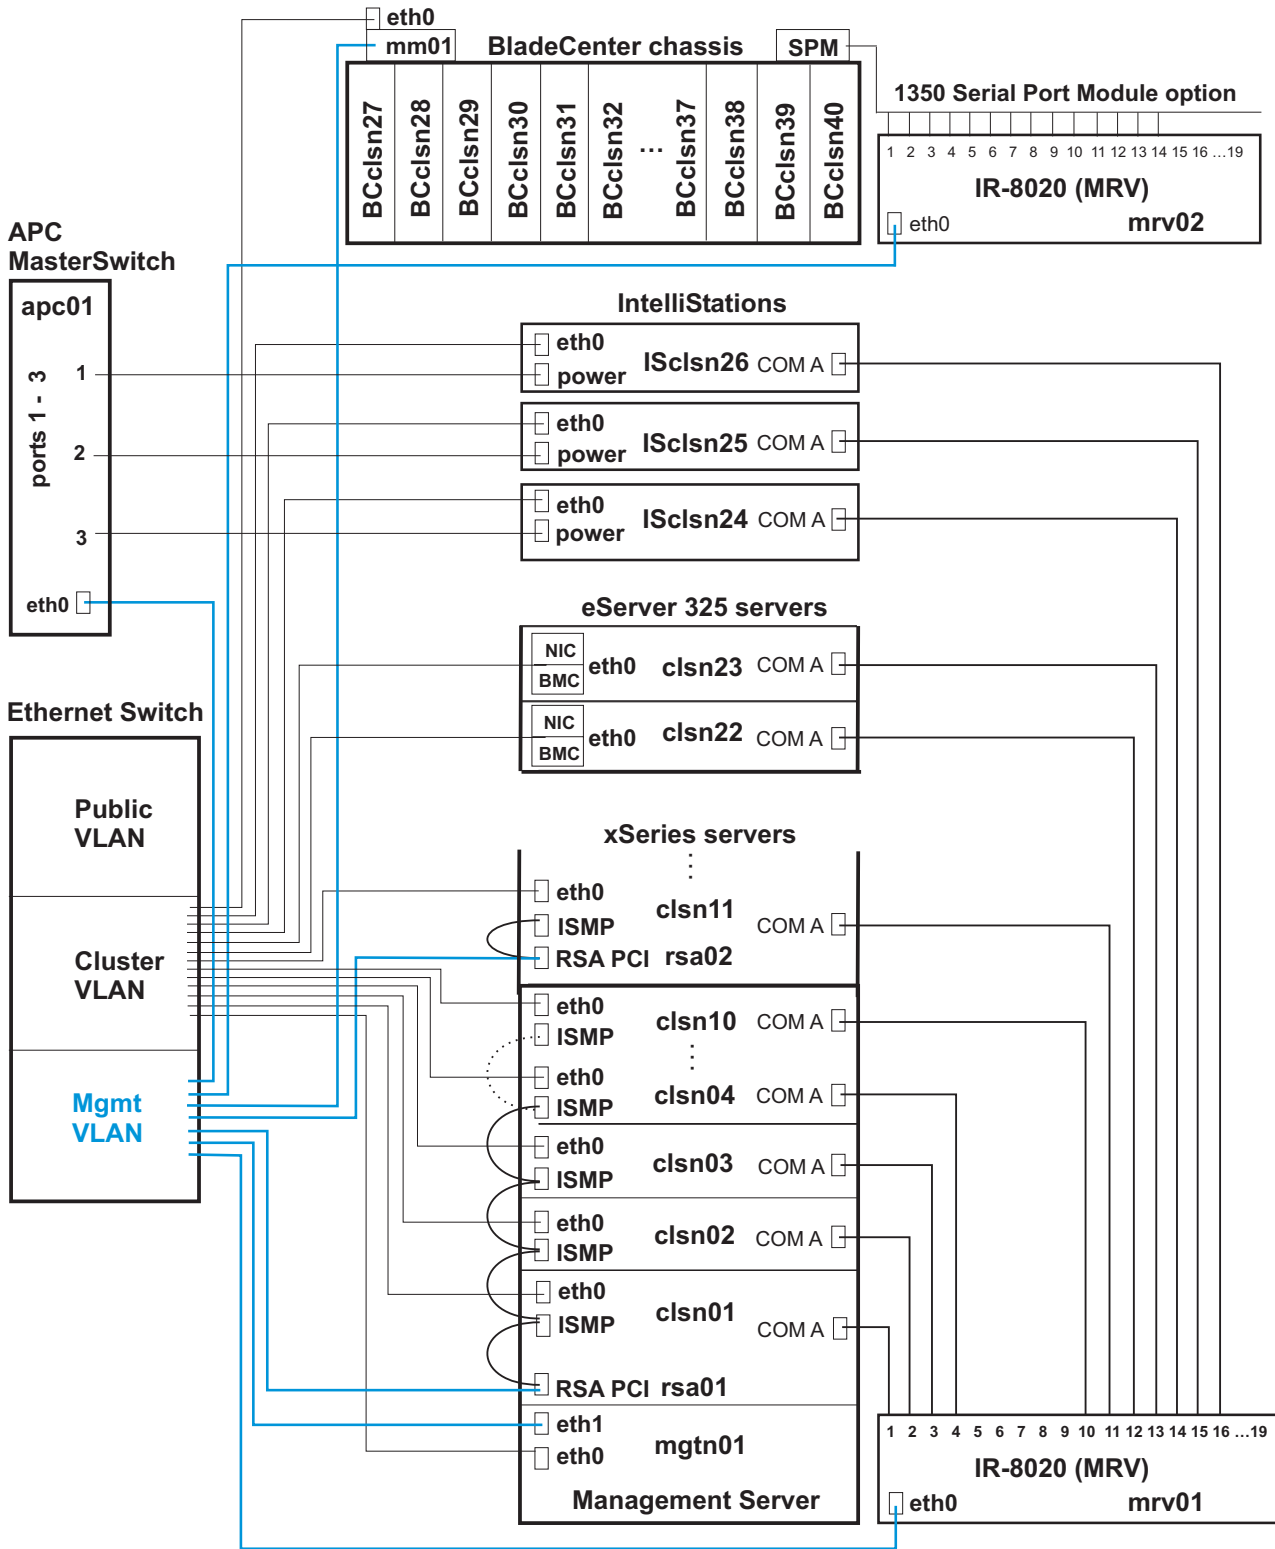 eth0
mm01
BladeCenter chassis
SPM
BCclsn27
BCclsn28
BCclsn29
BCclsn30
BCclsn31
BCclsn32
...
BCclsn37
BCclsn38
BCclsn39
BCclsn40
1350 Serial Port Module option
1 2 3 4 5 6 7 8 9 10 11 12 13 14 15 16 ...19
IR-8020 (MRV)
eth0 mrv02
APC
MasterSwitch
apc01
ports 1 - 3
1
2
3
eth0
IntelliStations
eth0
power
ISclsn26 COM A
eth0
power
ISclsn25 COM A
eth0
power
ISclsn24 COM A
eServer 325 servers
NIC
BMC
eth0 clsn23 COM A
NIC
BMC
eth0 clsn22 COM A
Ethernet Switch
Public
VLAN
Cluster
VLAN
Mgmt
VLAN
xSeries servers
eth0
clsn11
ISMP COM A
RSA PCI rsa02
eth0
clsn10 COM A
ISMP
eth0
clsn04 COM A
ISMP
eth0
clsn03 COM A
ISMP
eth0
clsn02 COM A
ISMP
eth0
clsn01
ISMP COM A
RSA PCI rsa01
eth1
mgtn01
eth0
Management Server
1 2 3 4 5 6 7 8 9 10 11 12 13 14 15 16 ...19
IR-8020 (MRV)
eth0 mrv01